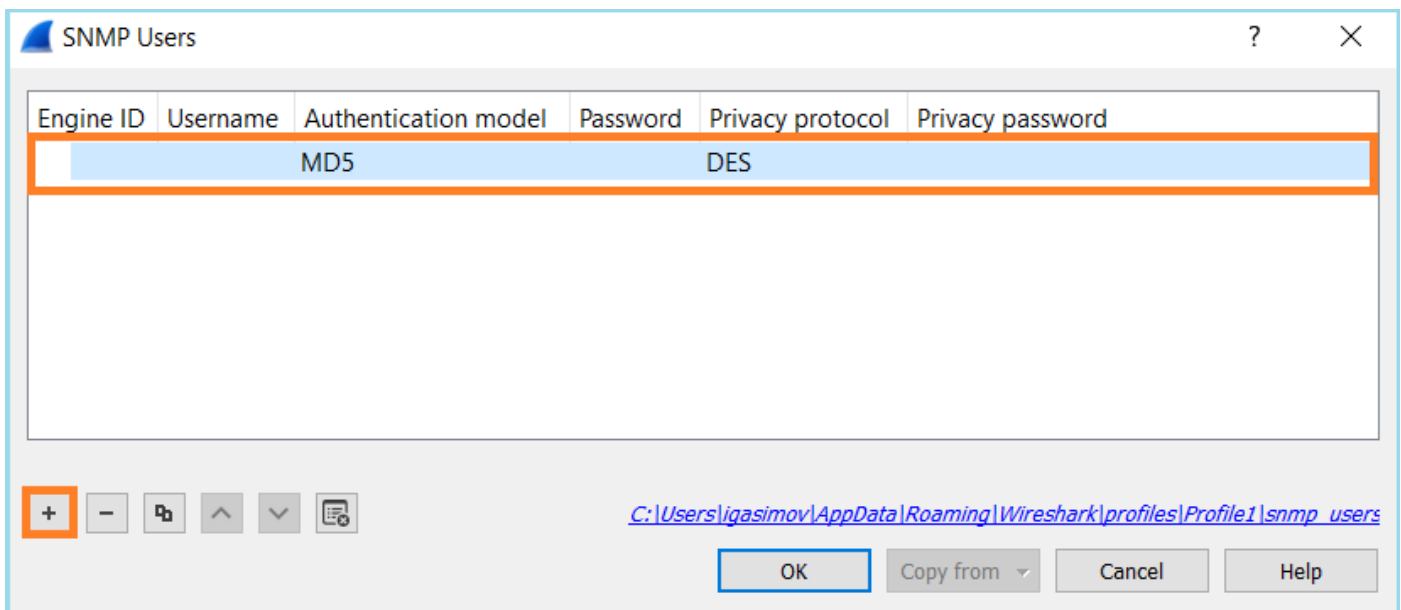 SNMP Users ? ×
Engine ID Username Authentication model Password Privacy protocol Privacy password
MD5 DES
+ −
C:|Users|igasimov|AppData|Roaming|Wireshark|profiles|Profile1|snmp_users
OK Copy from Cancel Help